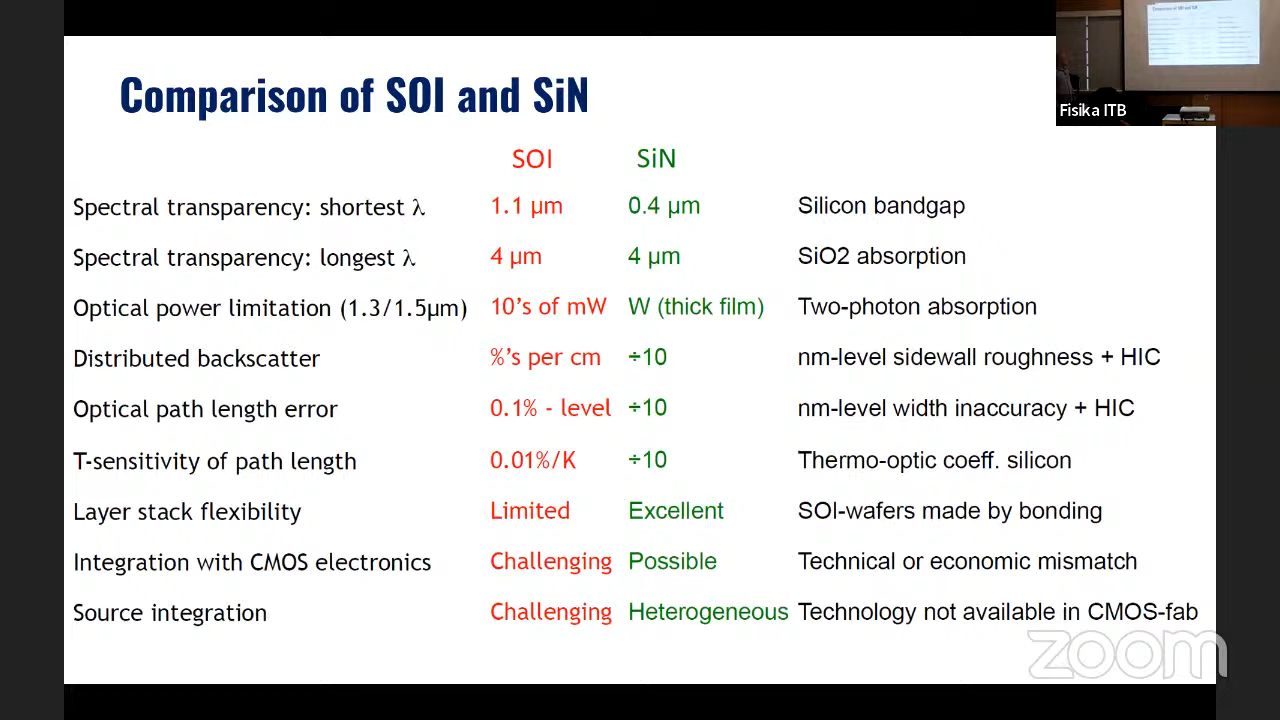 Comparison of SOI and SiN
Fisika ITB
SOI SiN
Spectral transparency: shortest λ 1.1 µm 0.4 µm Silicon bandgap
Spectral transparency: longest λ 4 µm 4 µm SiO2 absorption
Optical power limitation (1.3/1.5µm) 10’s of mW W (thick film) Two-photon absorption
Distributed backscatter %’s per cm ÷10 nm-level sidewall roughness + HIC
Optical path length error 0.1% - level ÷10 nm-level width inaccuracy + HIC
T-sensitivity of path length 0.01%/K ÷10 Thermo-optic coeff. silicon
Layer stack flexibility Limited Excellent SOI-wafers made by bonding
Integration with CMOS electronics Challenging Possible Technical or economic mismatch
Source integration Challenging Heterogeneous Technology not available in CMOS-fab
zoom